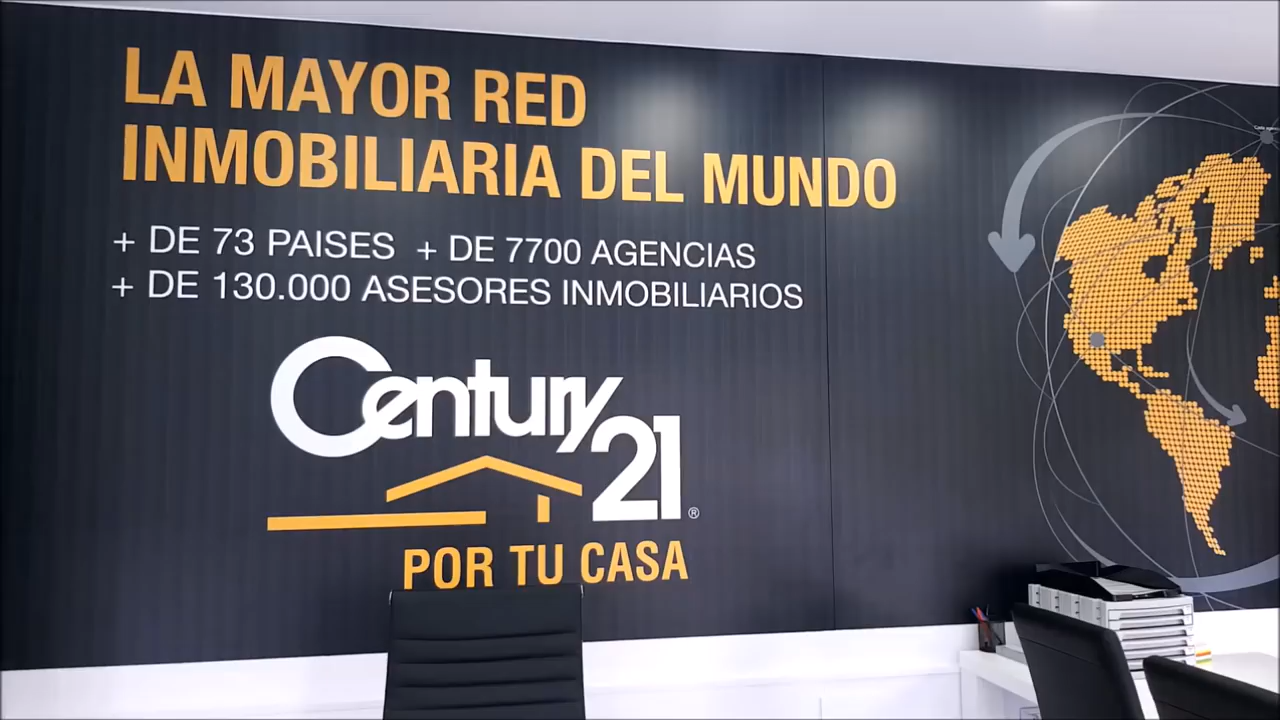 LA MAYOR RED
INMOBILIARIA DEL MUNDO
+ DE 73 PAISES + DE 7700 AGENCIAS
+ DE 130.000 ASESORES INMOBILIARIOS
Century
21®
POR TU CASA